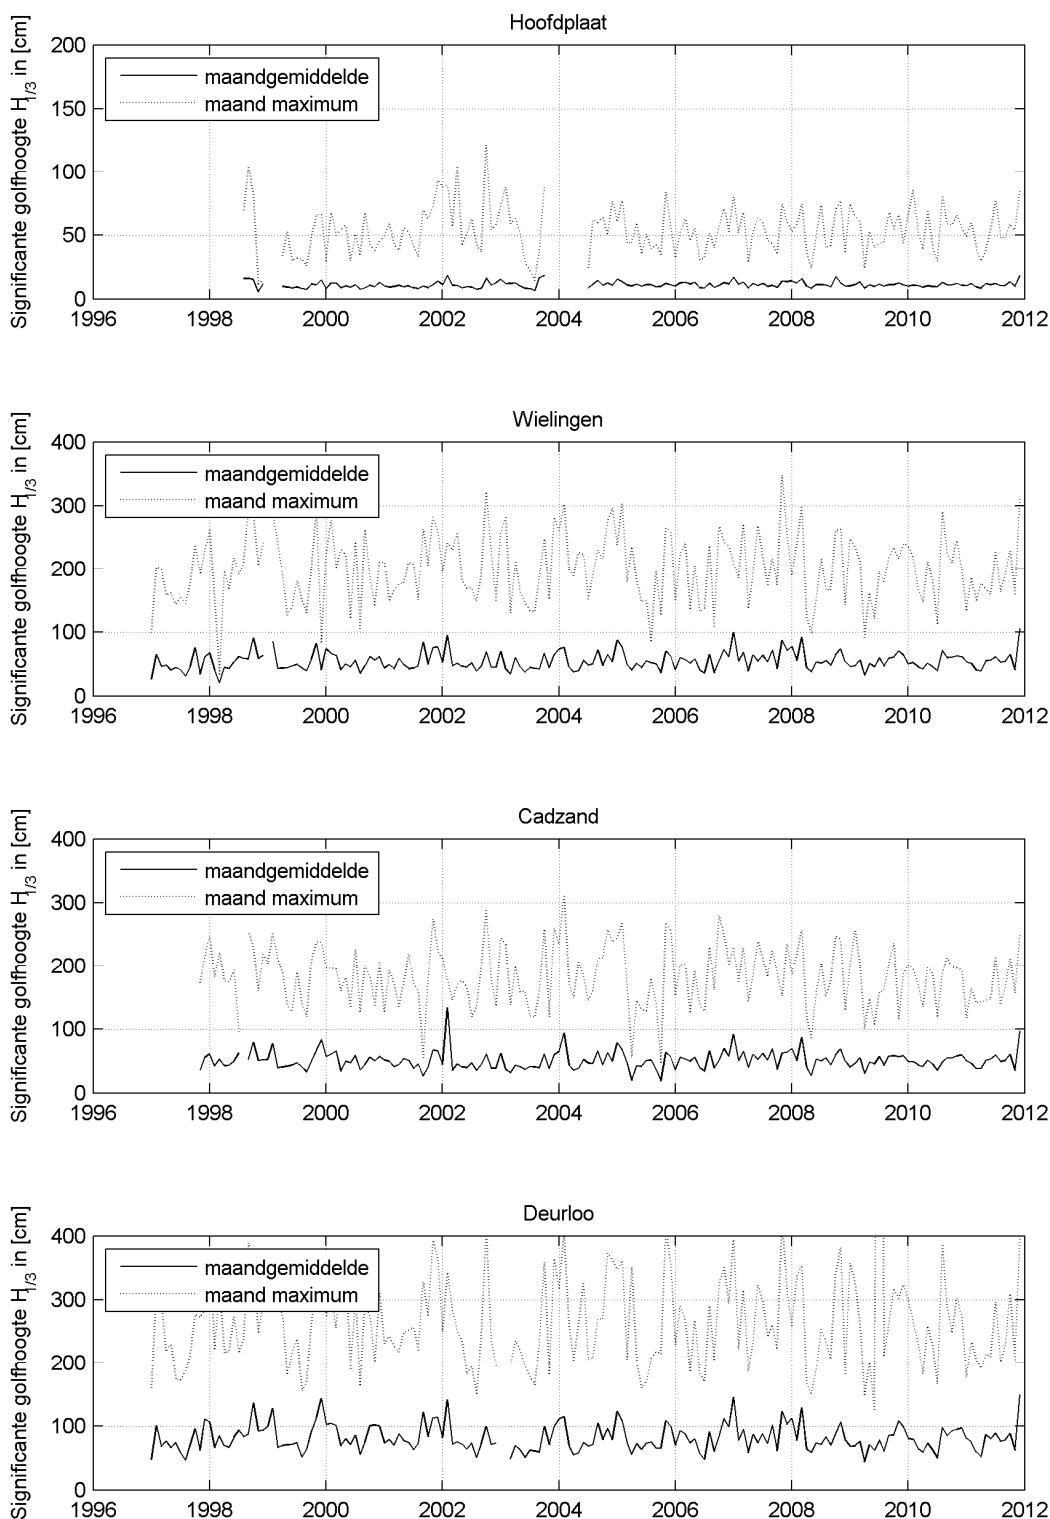 Hoofdplaat
Significante golfhoogte H1/3 in [cm]
200
150
100
50
0
maandgemiddelde
maand maximum
1996 1998 2000 2002 2004 2006 2008 2010 2012
Wielingen
Significante golfhoogte H1/3 in [cm]
400
300
200
100
0
maandgemiddelde
maand maximum
1996 1998 2000 2002 2004 2006 2008 2010 2012
Cadzand
Significante golfhoogte H1/3 in [cm]
400
300
200
100
0
maandgemiddelde
maand maximum
1996 1998 2000 2002 2004 2006 2008 2010 2012
Deurloo
Significante golfhoogte H1/3 in [cm]
400
300
200
100
0
maandgemiddelde
maand maximum
1996 1998 2000 2002 2004 2006 2008 2010 2012